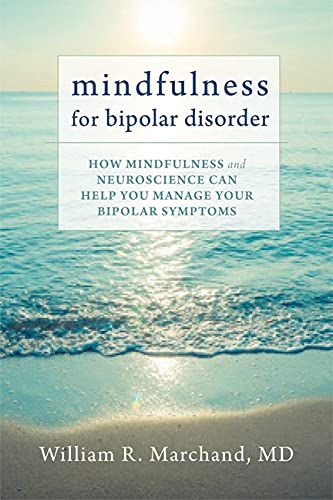 mindfulness
for bipolar disorder
HOW MINDFULNESS and
NEUROSCIENCE CAN
HELP YOU MANAGE YOUR
BIPOLAR SYMPTOMS
William R. Marchand, MD